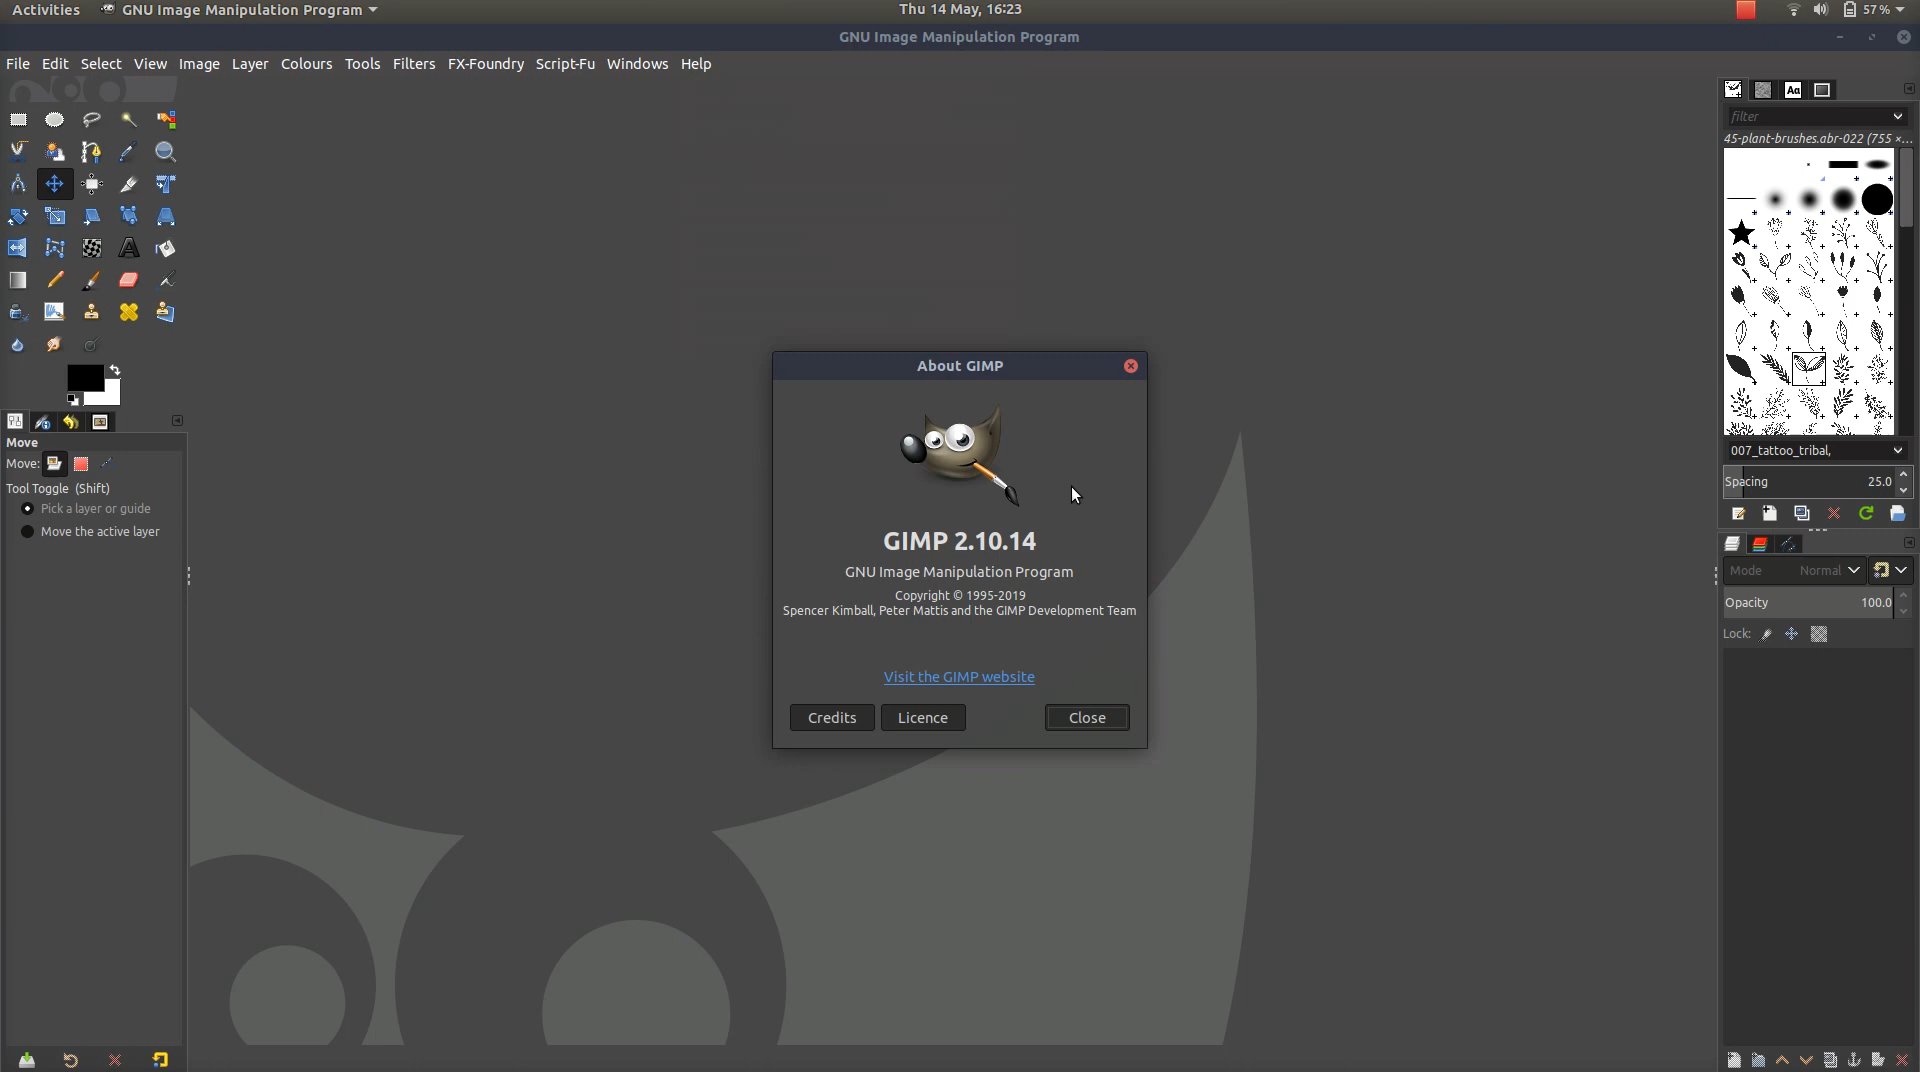 Activities GNU Image Manipulation Program Thu 14 May, 16:23 57 %
GNU Image Manipulation Program
File Edit Select View Image Layer Colours Tools Filters FX-Foundry Script-Fu Windows Help
Aa
filter
45-plant-brushes.abr-022 (755 ×...
007_tattoo_tribal,
Spacing 25.0
Mode Normal
Opacity 100.0
Lock:
Move
Move:
Tool Toggle (Shift)
Pick a layer or guide
Move the active layer
About GIMP
GIMP 2.10.14
GNU Image Manipulation Program
Copyright © 1995-2019
Spencer Kimball, Peter Mattis and the GIMP Development Team
Visit the GIMP website
Credits Licence Close